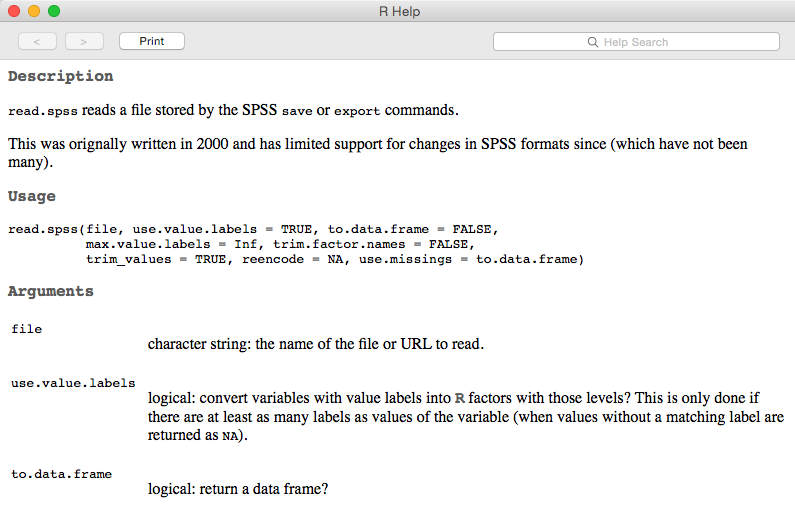 R Help
<
>
Print
Help Search
Description
read.spss reads a file stored by the SPSS save or export commands.
This was orignally written in 2000 and has limited support for changes in SPSS formats since (which have not been
many).
Usage
read.spss(file, use.value.labels = TRUE, to.data.frame = FALSE,
max.value.labels = Inf, trim.factor.names = FALSE,
trim_values = TRUE, reencode = NA, use.missings = to.data.frame)
Arguments
file
character string: the name of the file or URL to read.
use.value.labels
logical: convert variables with value labels into R factors with those levels? This is only done if
there are at least as many labels as values of the variable (when values without a matching label are
returned as NA).
to.data.frame
logical: return a data frame?